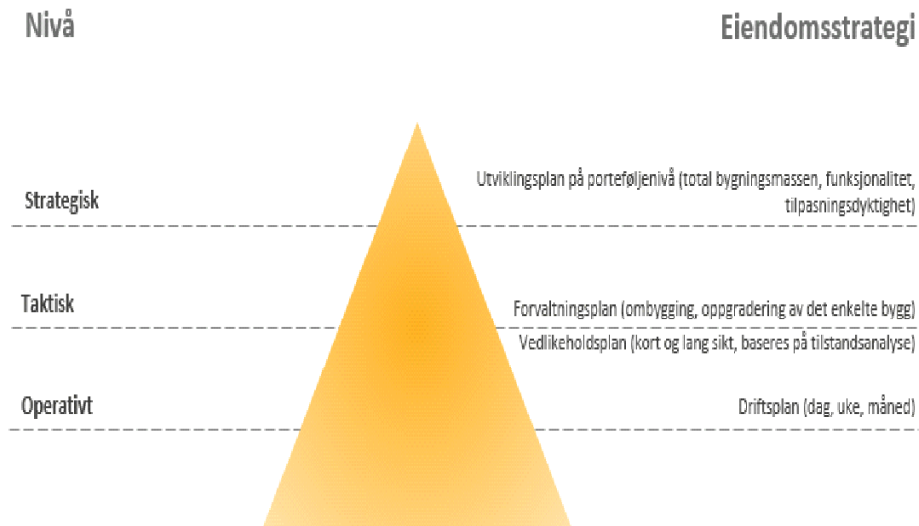 Nivå
Eiendomsstrategi
Strategisk
Utviklingsplan på porteføljenivå (total bygningsmassen, funksjonalitet,
tilpasningsdyktighet)
Taktisk
Forvaltningsplan (ombygging, oppgradering av det enkelte bygg)
Vedlikeholdsplan (kort og lang sikt, baseres på tilstandsanalyse)
Operativt
Driftsplan (dag, uke, måned)